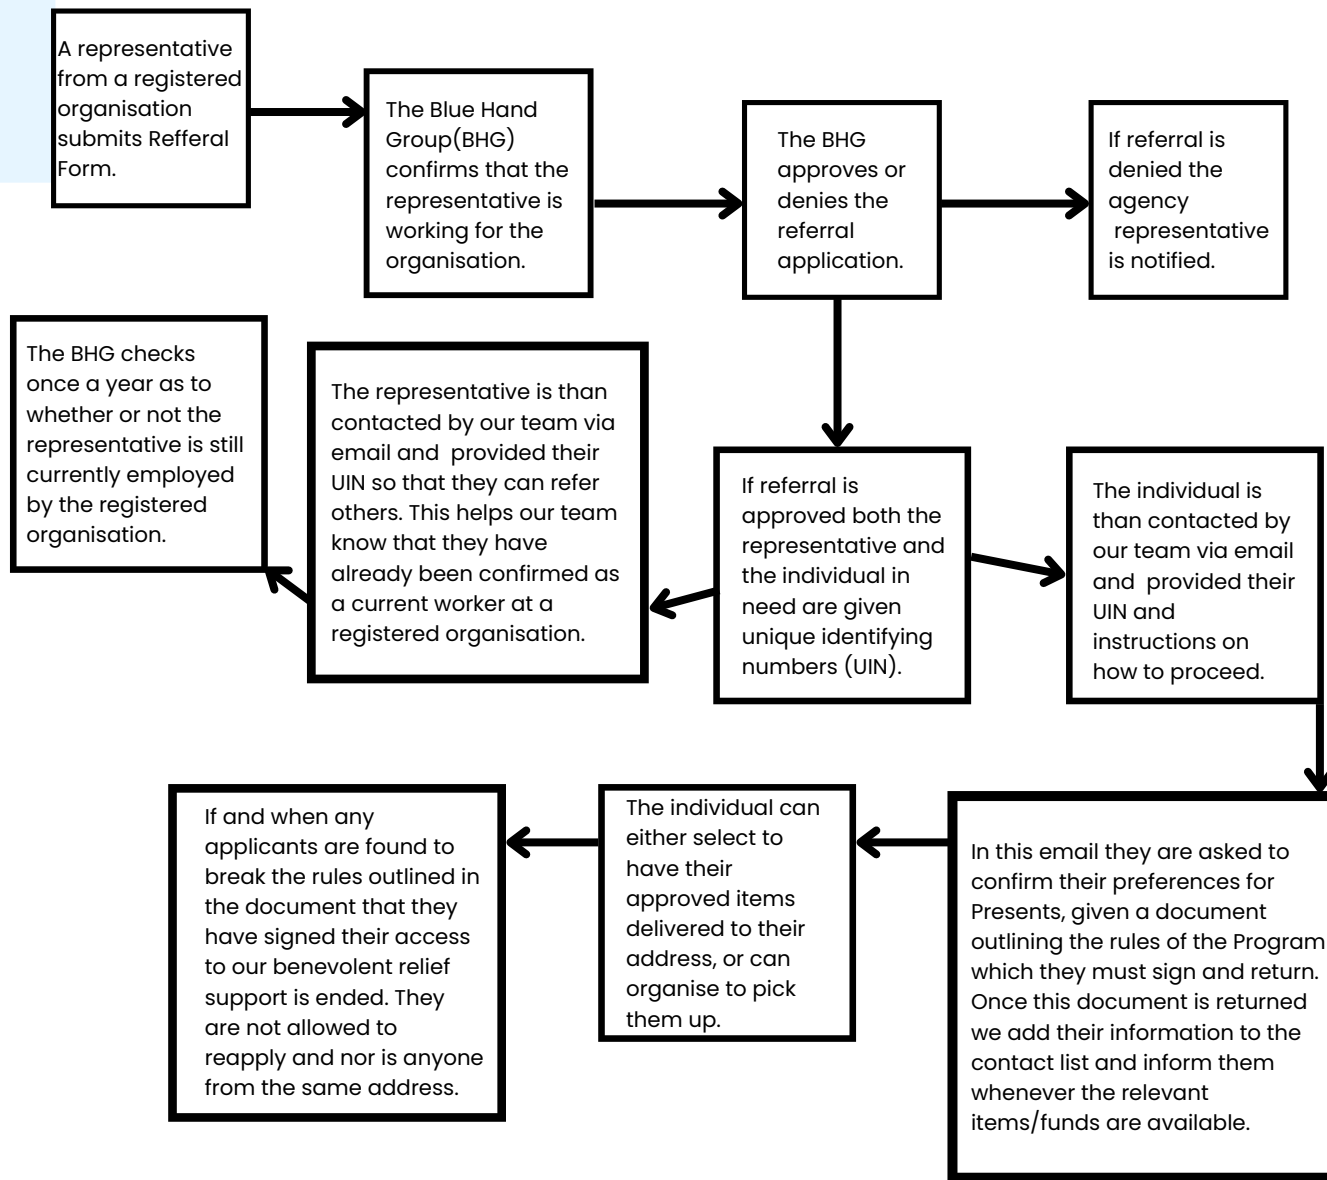 A representative
from a registered
organisation
submits Refferal
Form.
The Blue Hand
Group(BHG)
confirms that the
representative is
working for the
organisation.
The BHG
approves or
denies the
referral
application.
If referral is
denied the
agency
representative
is notified.
The BHG checks
once a year as to
whether or not the
representative is still
currently employed
by the registered
organisation.
The representative is than
contacted by our team via
email and  provided their
UIN so that they can refer
others. This helps our team
know that they have
already been confirmed as
a current worker at a
registered organisation.
If referral is
approved both the
representative and
the individual in
need are given
unique identifying
numbers (UIN).
The individual is
than contacted by
our team via email
and  provided their
UIN and
instructions on
how to proceed.
If and when any
applicants are found to
break the rules outlined in
the document that they
have signed their access
to our benevolent relief
support is ended. They
are not allowed to
reapply and nor is anyone
from the same address.
The individual can
either select to
have their
approved items
delivered to their
address, or can
organise to pick
them up.
In this email they are asked to
confirm their preferences for
Presents, given a document
outlining the rules of the Program
which they must sign and return.
Once this document is returned
we add their information to the
contact list and inform them
whenever the relevant
items/funds are available.